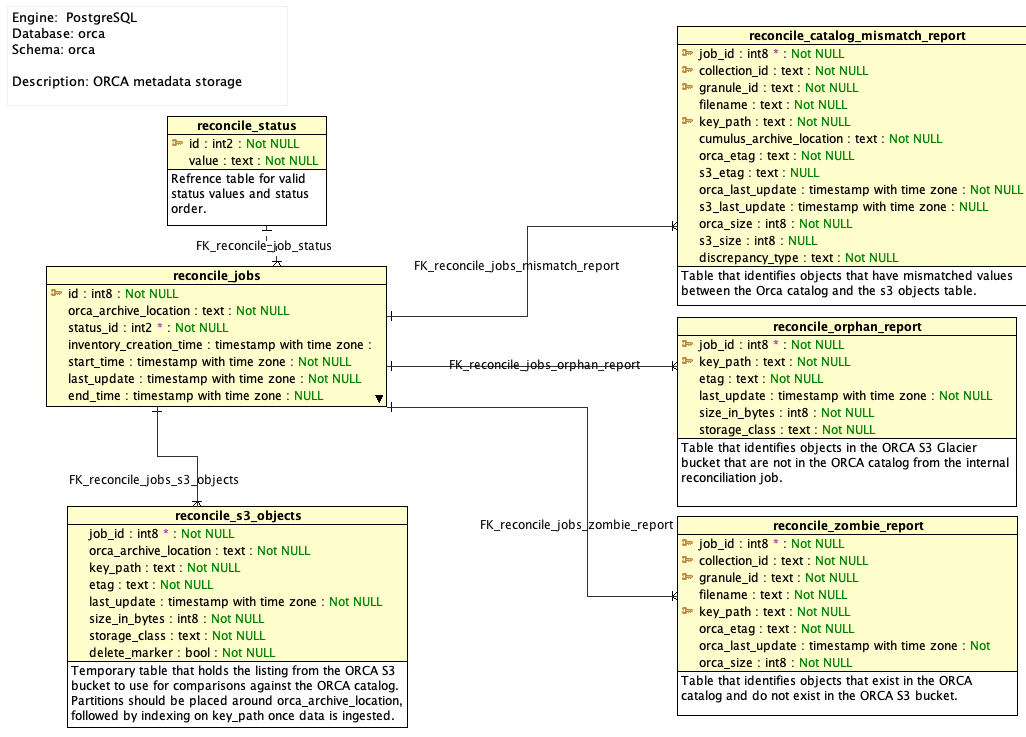 Engine: PostgreSQL
Database: orca
Schema: orca
Description: ORCA metadata storage
reconcile_status
id : int2 : Not NULL
value : text : Not NULL
Refrence table for valid
status values and status
order.
FK_reconcile_job_status
reconcile_jobs
id : int8 : Not NULL
orca_archive_location : text : Not NULL
status_id : int2 * : Not NULL
inventory_creation_time : timestamp with time zone :
start_time : timestamp with time zone : Not NULL
last_update : timestamp with time zone : Not NULL
end_time : timestamp with time zone : NULL
FK_reconcile_jobs_s3_objects
reconcile_s3_objects
job_id : int8 * : Not NULL
orca_archive_location : text : Not NULL
key_path : text : Not NULL
etag : text : Not NULL
last_update : timestamp with time zone : Not NULL
size_in_bytes : int8 : Not NULL
storage_class : text : Not NULL
delete_marker : bool : Not NULL
Temporary table that holds the listing from the ORCA S3
bucket to use for comparisons against the ORCA catalog.
Partitions should be placed around orca_archive_location,
followed by indexing on key_path once data is ingested.
FK_reconcile_jobs_mismatch_report
FK_reconcile_jobs_orphan_report
FK_reconcile_jobs_zombie_report
reconcile_catalog_mismatch_report
job_id : int8 * : Not NULL
collection_id : text : Not NULL
granule_id : text : Not NULL
filename : text : Not NULL
key_path : text : Not NULL
cumulus_archive_location : text : Not NULL
orca_etag : text : Not NULL
s3_etag : text : NULL
orca_last_update : timestamp with time zone : Not NULL
s3_last_update : timestamp with time zone : NULL
orca_size : int8 : Not NULL
s3_size : int8 : NULL
discrepancy_type : text : Not NULL
Table that identifies objects that have mismatched values
between the Orca catalog and the s3 objects table.
reconcile_orphan_report
job_id : int8 * : Not NULL
key_path : text : Not NULL
etag : text : Not NULL
last_update : timestamp with time zone : Not NULL
size_in_bytes : int8 : Not NULL
storage_class : text : Not NULL
Table that identifies objects in the ORCA S3 Glacier
bucket that are not in the ORCA catalog from the internal
reconciliation job.
reconcile_zombie_report
job_id : int8 * : Not NULL
collection_id : text : Not NULL
granule_id : text : Not NULL
filename : text : Not NULL
key_path : text : Not NULL
orca_etag : text : Not NULL
orca_last_update : timestamp with time zone : Not
orca_size : int8 : Not NULL
Table that identifies objects that exist in the ORCA
catalog and do not exist in the ORCA S3 bucket.